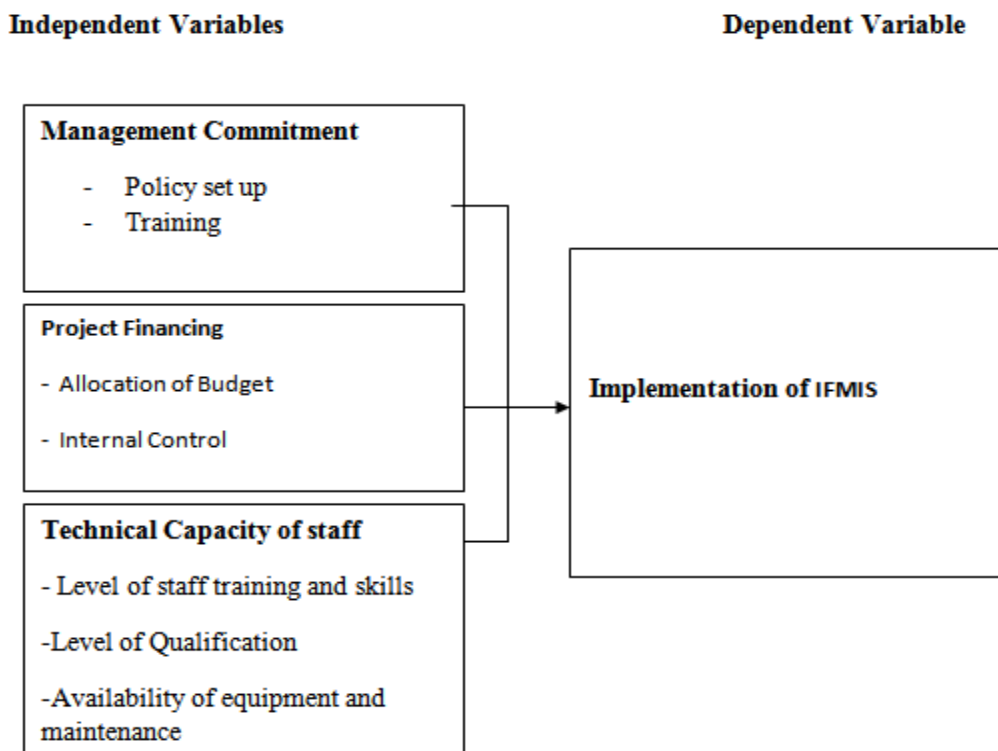 Independent Variables
Dependent Variable
Management Commitment
- Policy set up
- Training
Project Financing
- Allocation of Budget
- Internal Control
Technical Capacity of staff
- Level of staff training and skills
-Level of Qualification
-Availability of equipment and
maintenance
Implementation of IFMIS